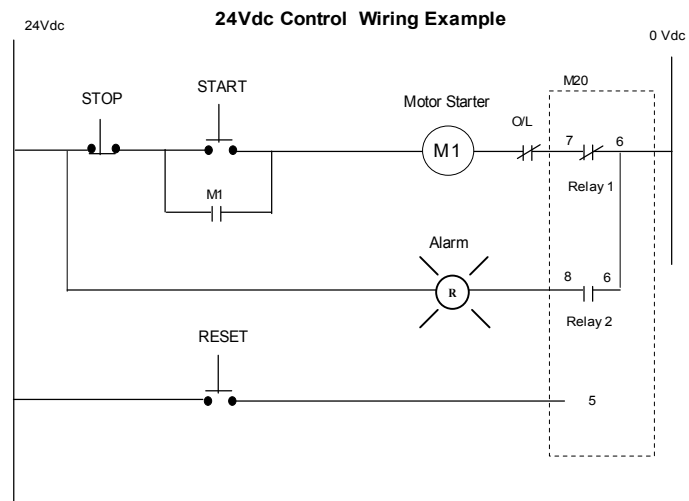 24Vdc Control Wiring Example
24Vdc
0 Vdc
M20
STOP
START
Motor Starter
O/L
7
6
M1
Relay 1
M1
Alarm
8
6
R
Relay 2
RESET
5